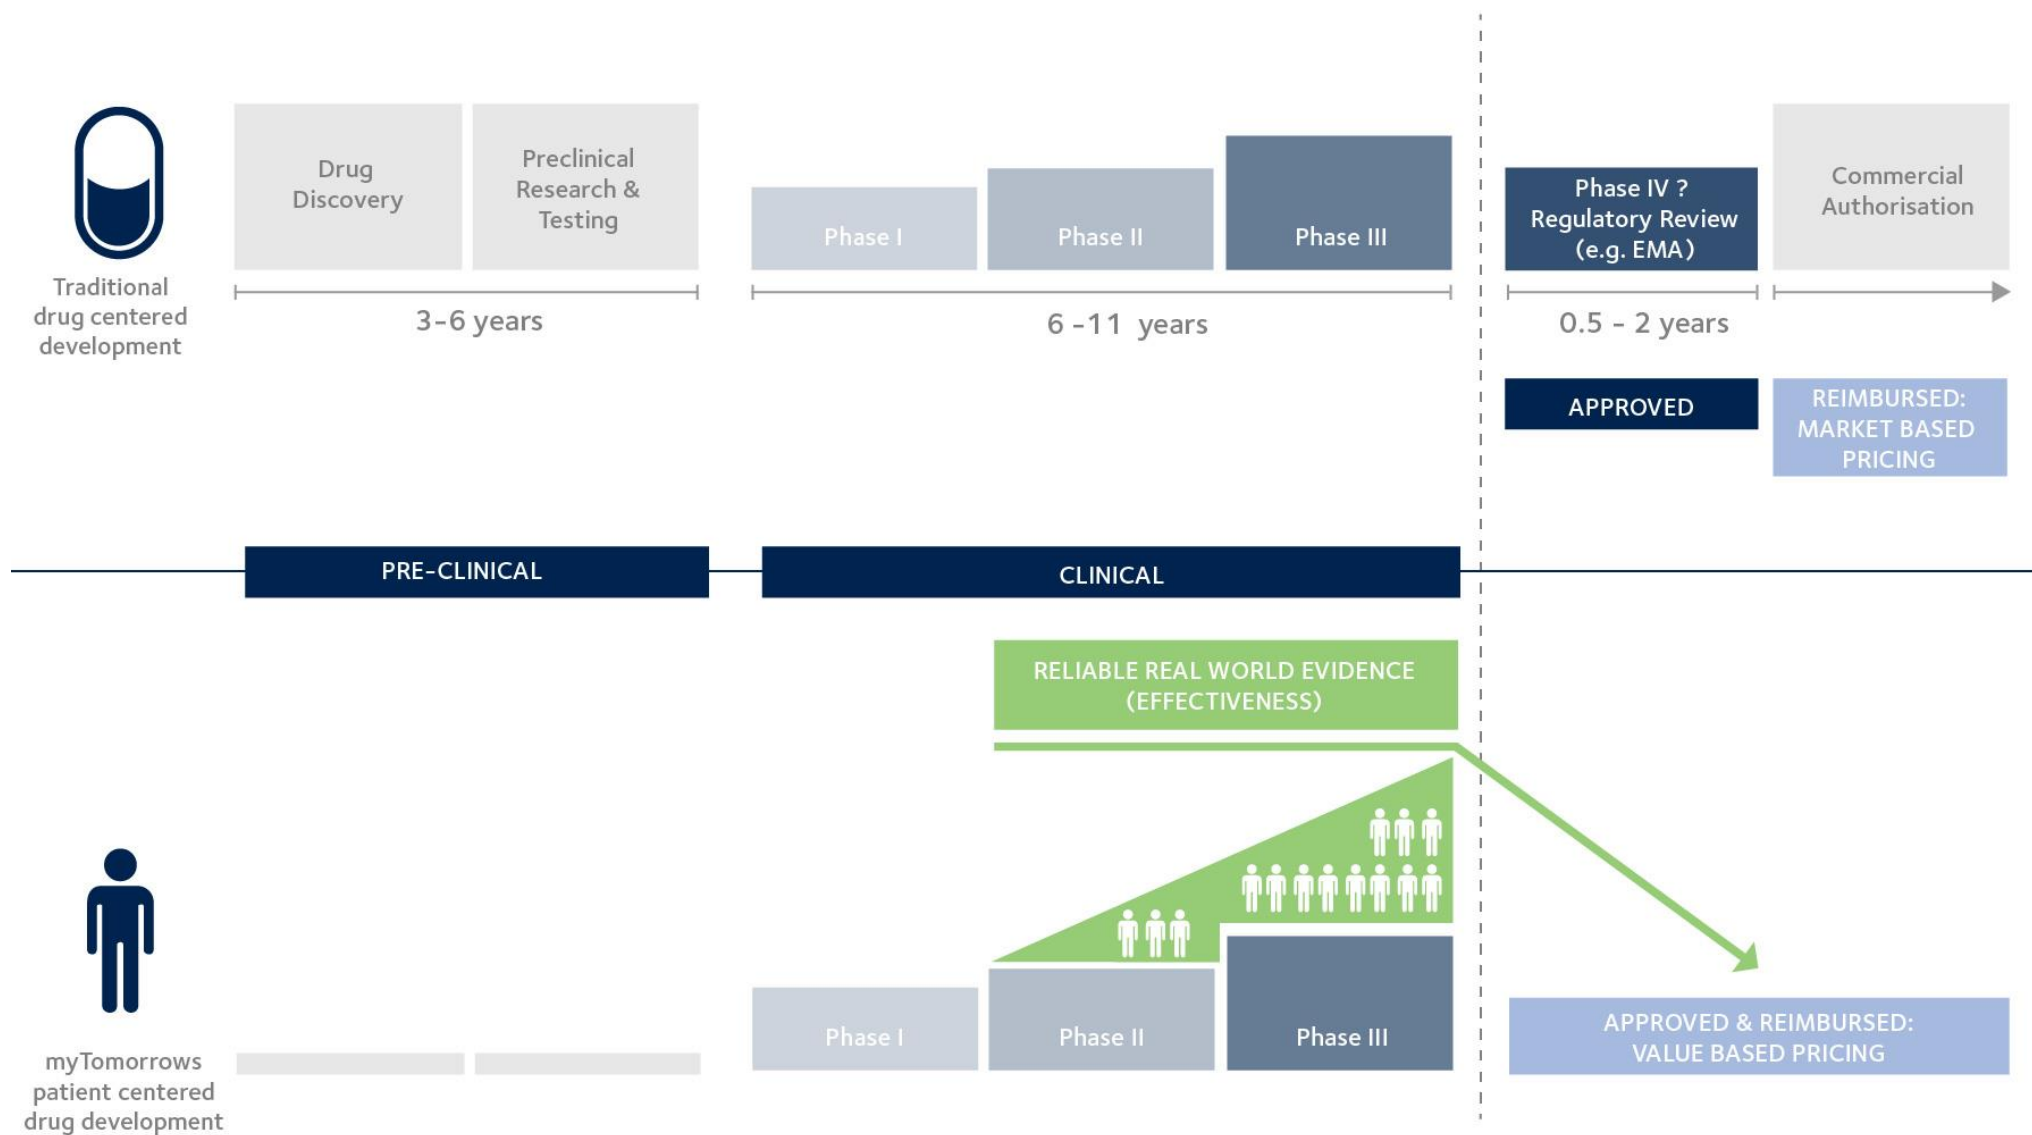 Traditional
drug centered
development
Drug
Discovery
Preclinical
Research &
Testing
3-6 years
Phase I
Phase II
Phase III
6 -11 years
Phase IV ?
Regulatory Review
(e.g. EMA)
0.5 - 2 years
Commercial
Authorisation
APPROVED
REIMBURSED:
MARKET BASED
PRICING
PRE-CLINICAL
CLINICAL
RELIABLE REAL WORLD EVIDENCE
(EFFECTIVENESS)
myTomorrows
patient centered
drug development
Phase I
Phase II
Phase III
APPROVED & REIMBURSED:
VALUE BASED PRICING